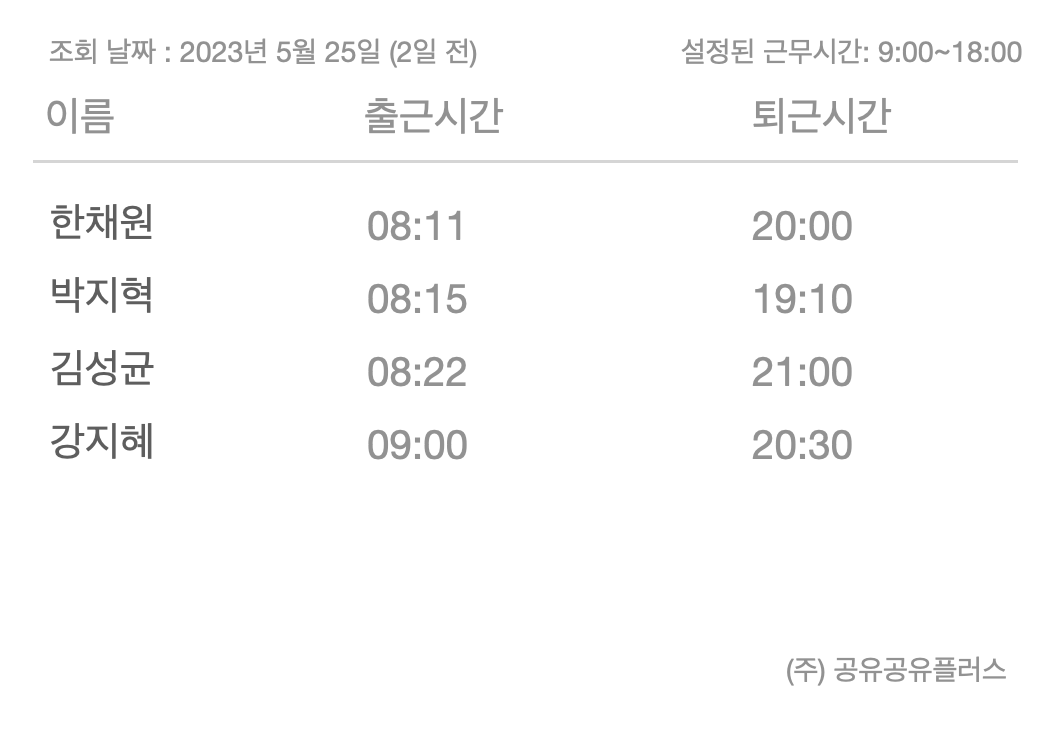 조회 날짜 : 2023년 5월 25일 (2일 전) 설정된 근무시간: 9:00~18:00
이름 출근시간 퇴근시간
한채원 08:11 20:00
박지혁 08:15 19:10
김성균 08:22 21:00
강지혜 09:00 20:30
(주) 공유공유플러스